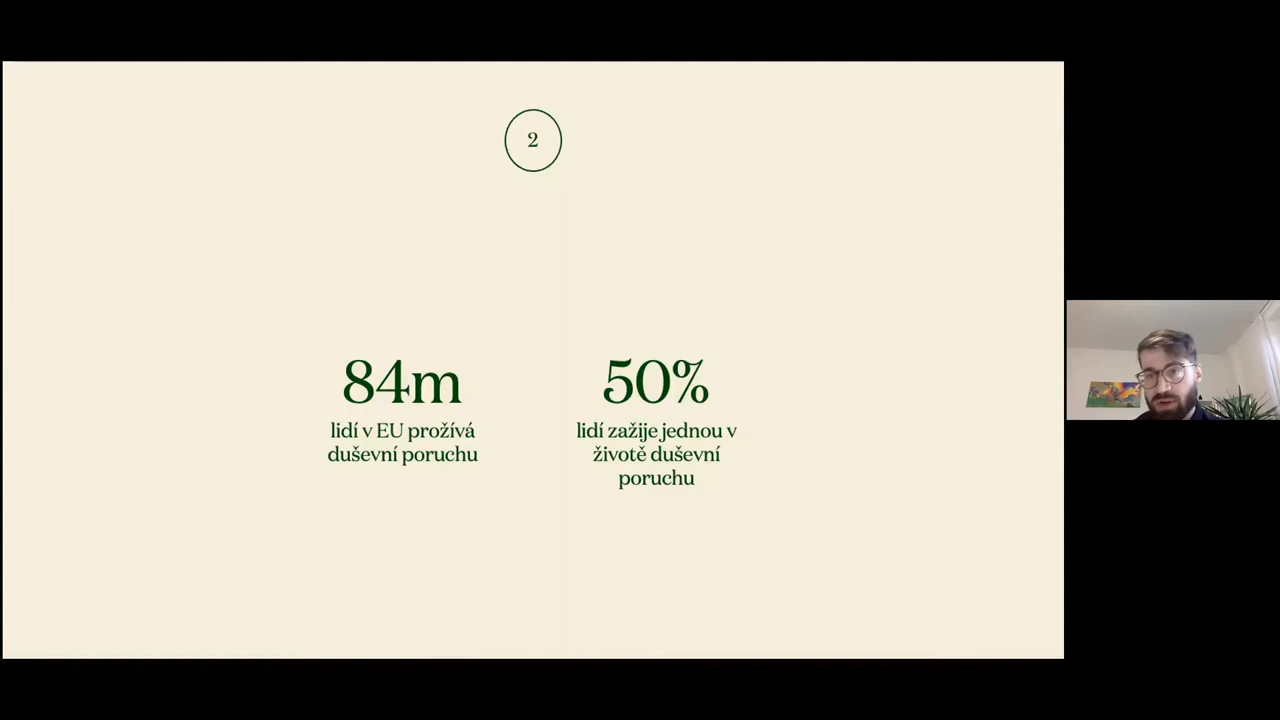 2
84m
lidí v EU prožívá
duševní poruchu
50%
lidí zažije jednou v
životě duševní
poruchu